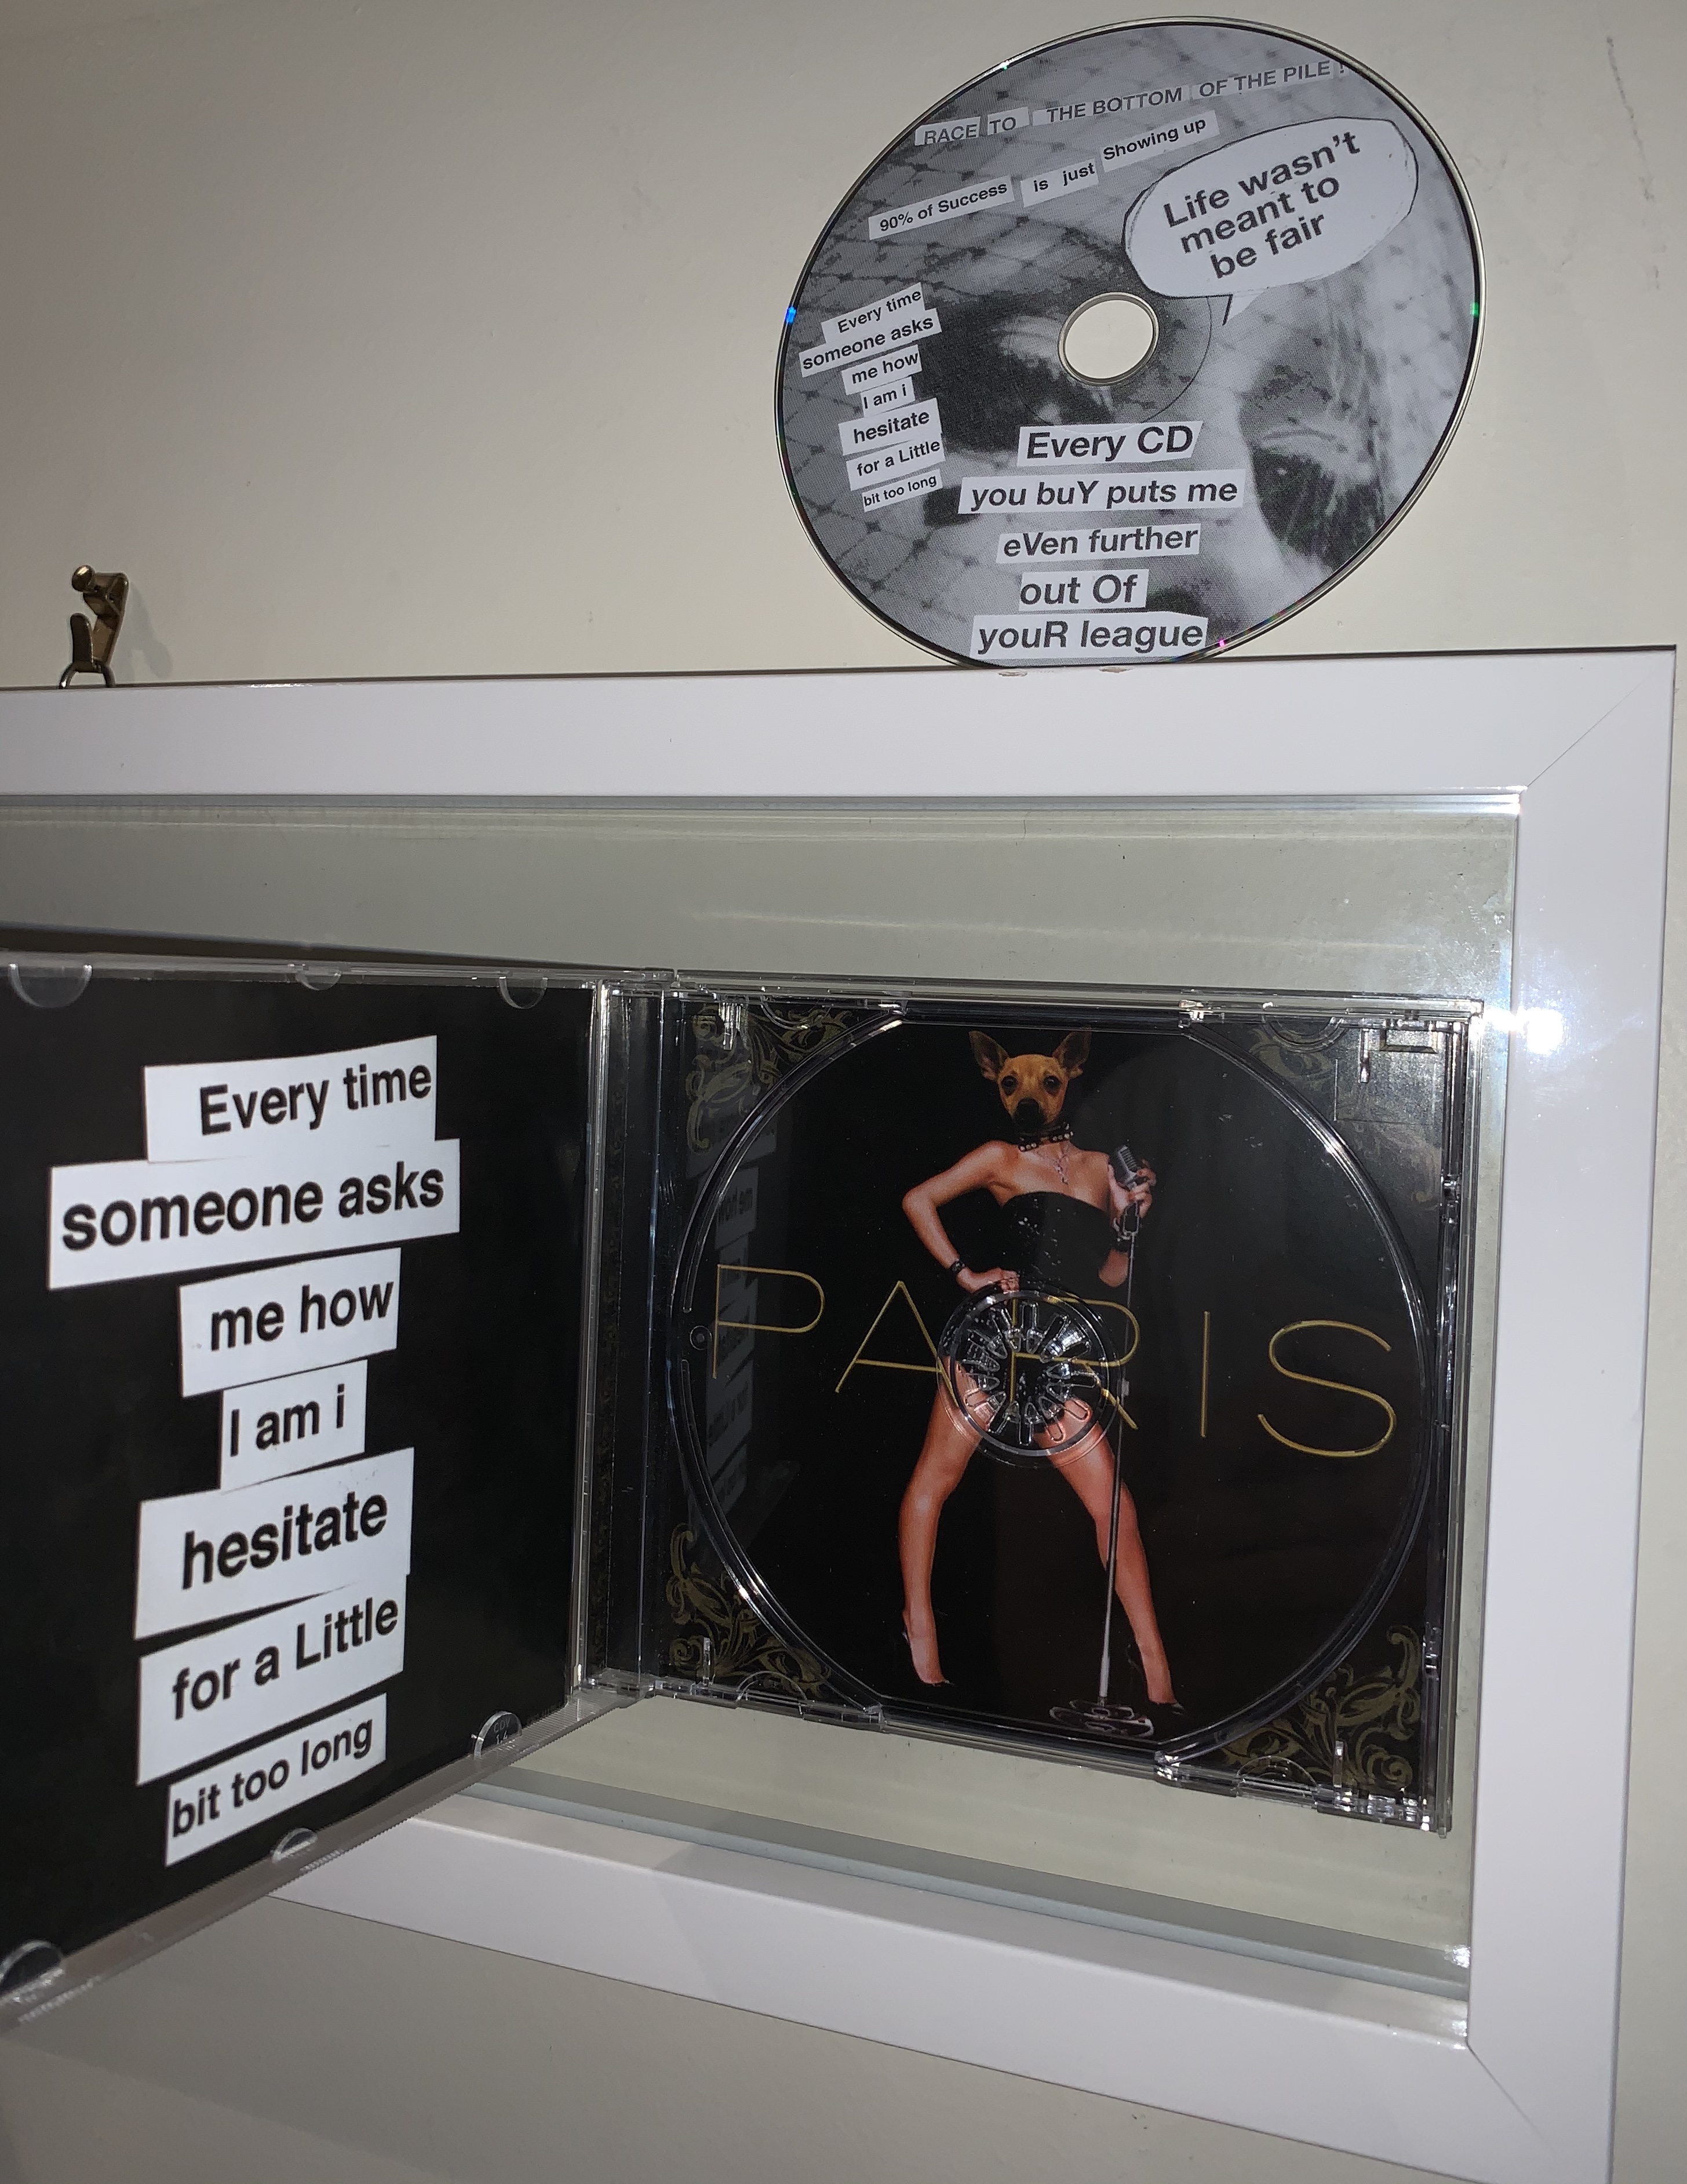 RACE TO THE BOTTOM OF THE PILE !
90% of Success is just Showing up
Life wasn't
meant to
be fair
Every time
someone asks
me how
I am i
hesitate
for a Little
bit too long
Every CD
you buY puts me
eVen further
out Of
youR league
Every time
someone asks
me how
I am i
hesitate
for a Little
bit too long
PARIS